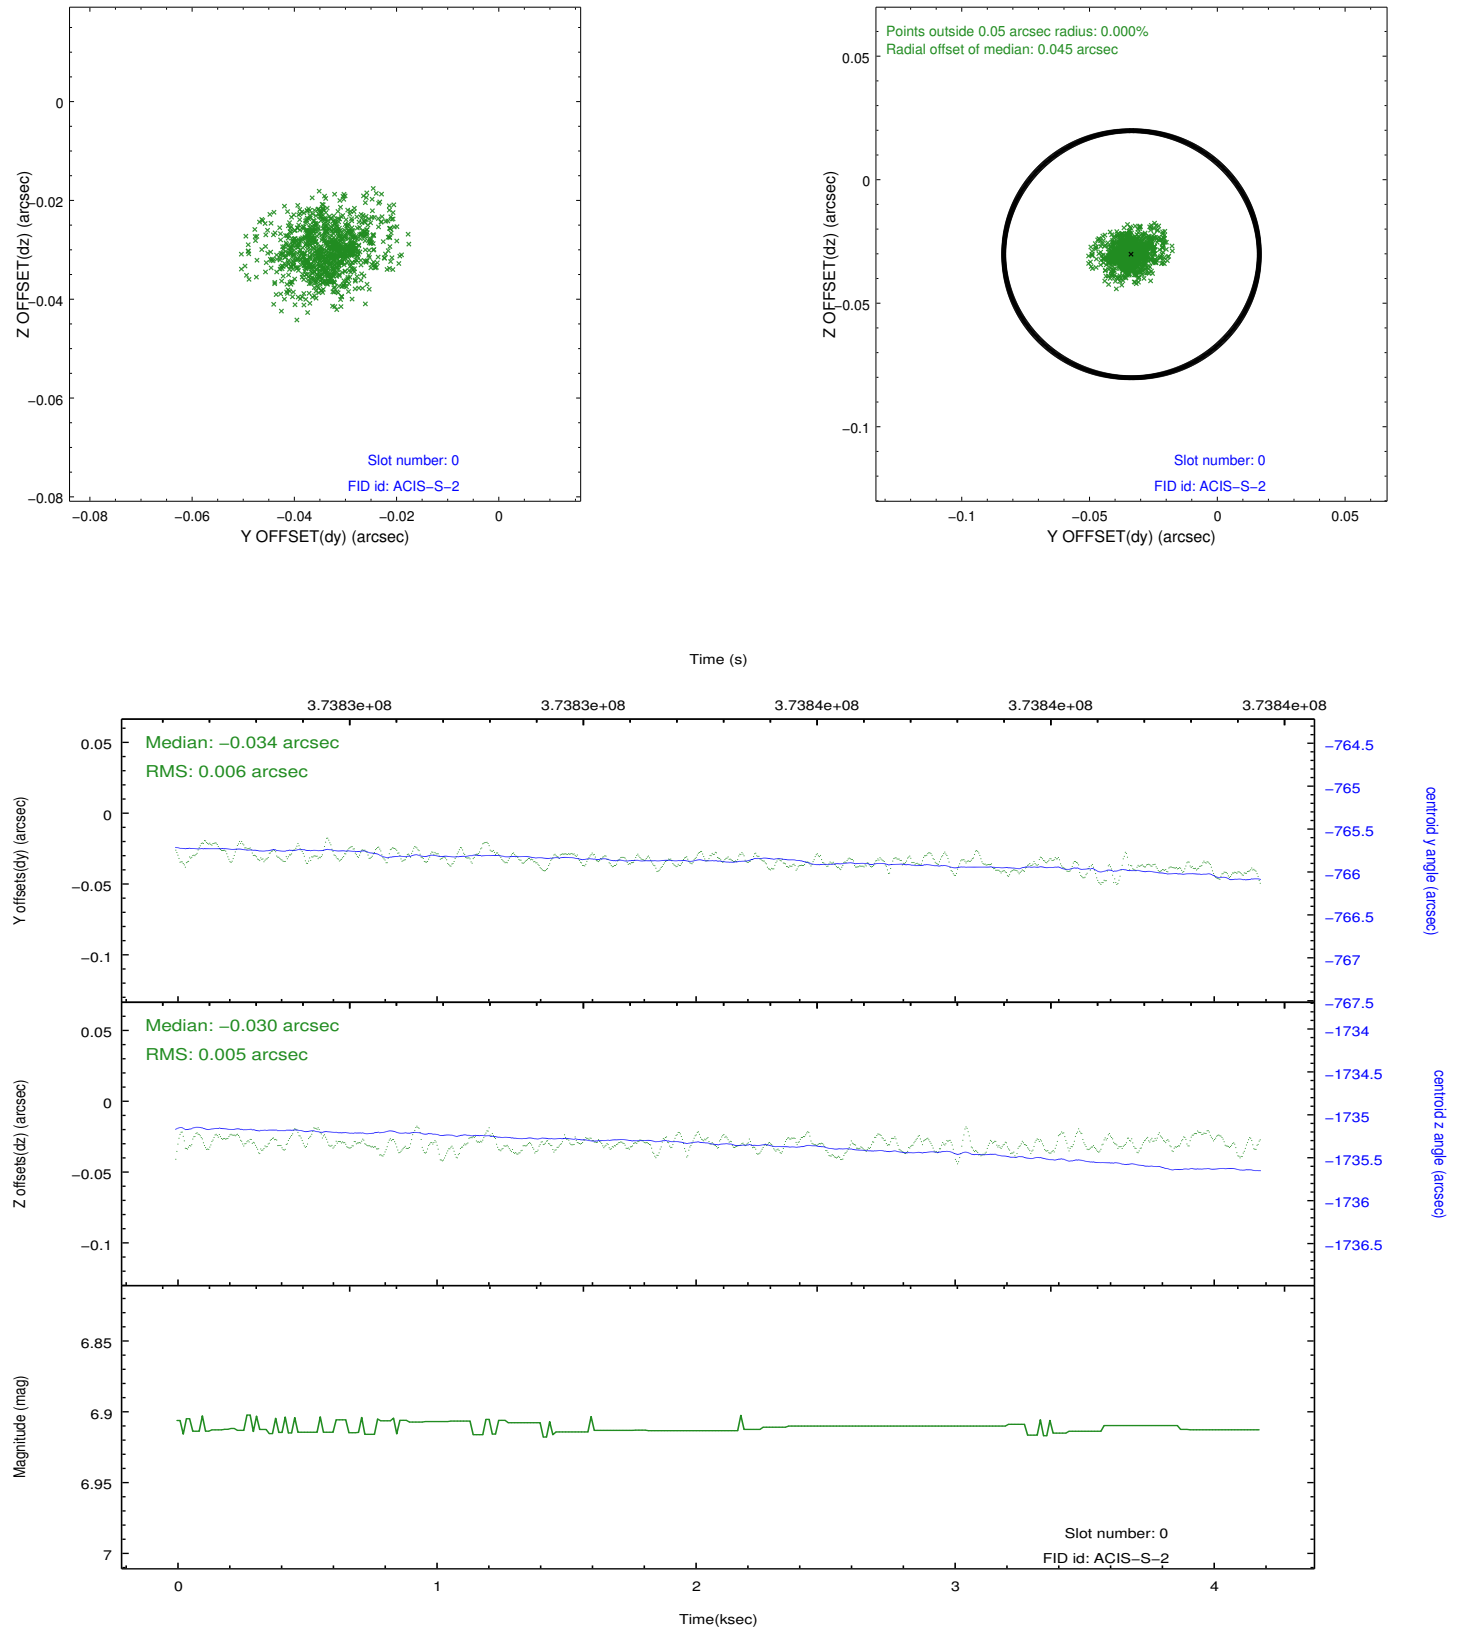 0
−0.02
−0.04
−0.06
−0.08
Z OFFSET(dz) (arcsec)
Slot number: 0
FID id: ACIS−S−2
−0.08
−0.06
−0.04
−0.02
0
Y OFFSET(dy) (arcsec)
Points outside 0.05 arcsec radius: 0.000%
Radial offset of median: 0.045 arcsec
0.05
0
−0.05
−0.1
Z OFFSET(dz) (arcsec)
Slot number: 0
FID id: ACIS−S−2
−0.1
−0.05
0
0.05
Y OFFSET(dy) (arcsec)
Time (s)
3.7383e+08
3.7383e+08
3.7384e+08
3.7384e+08
3.7384e+08
Median: −0.034 arcsec
RMS: 0.006 arcsec
0.05
0
−0.05
−0.1
Y offsets(dy) (arcsec)
−764.5
−765
−765.5
−766
−766.5
−767
−767.5
centroid y angle (arcsec)
Median: −0.030 arcsec
RMS: 0.005 arcsec
0.05
0
−0.05
−0.1
Z offsets(dz) (arcsec)
−1734
−1734.5
−1735
−1735.5
−1736
−1736.5
centroid z angle (arcsec)
6.85
6.9
6.95
7
Magnitude (mag)
Slot number: 0
FID id: ACIS−S−2
0
1
2
3
4
Time(ksec)